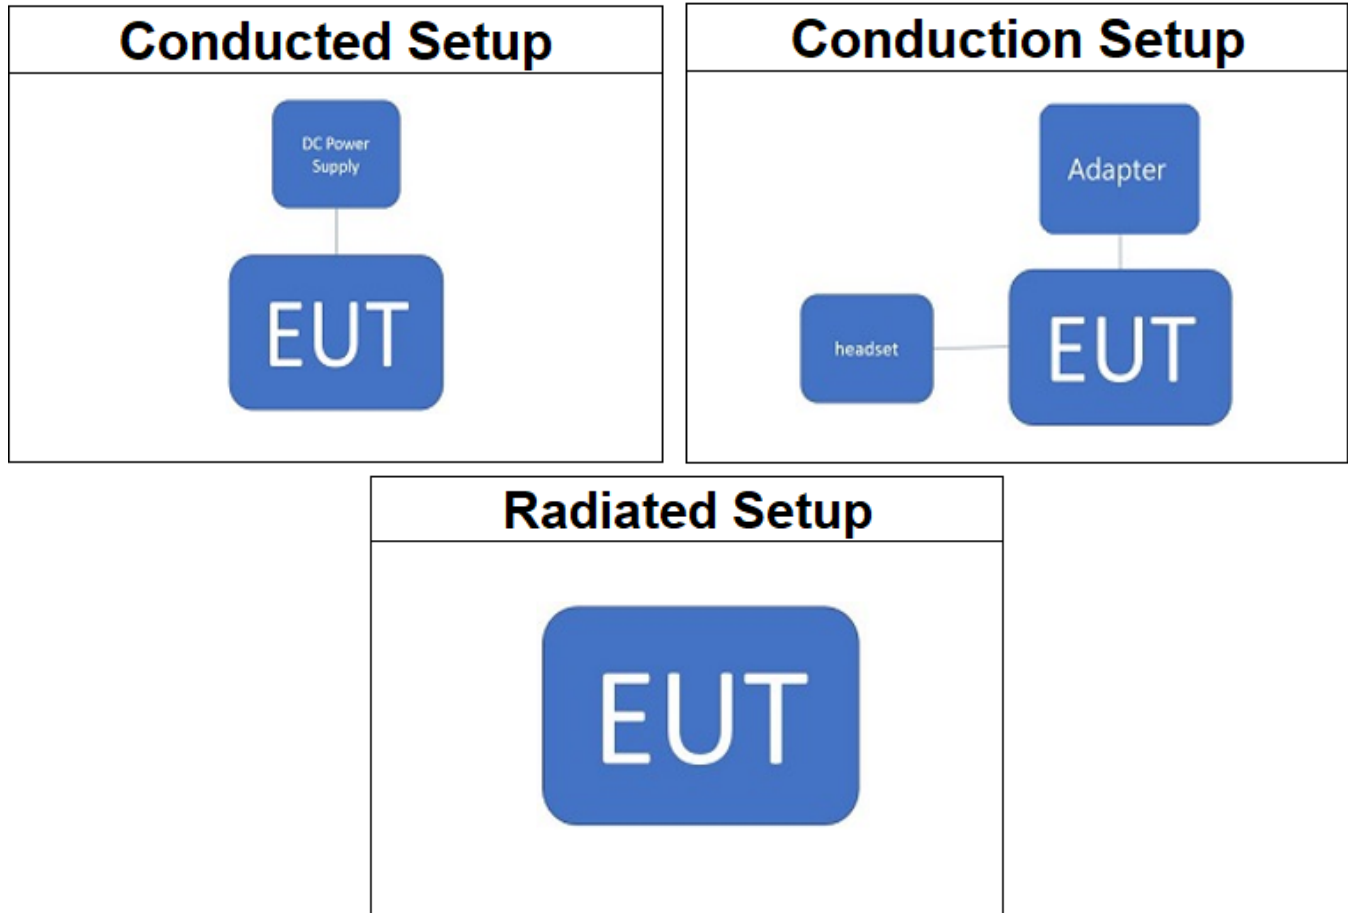 Conducted Setup
DC Power
Supply
EUT
Conduction Setup
Adapter
headset
EUT
Radiated Setup
EUT